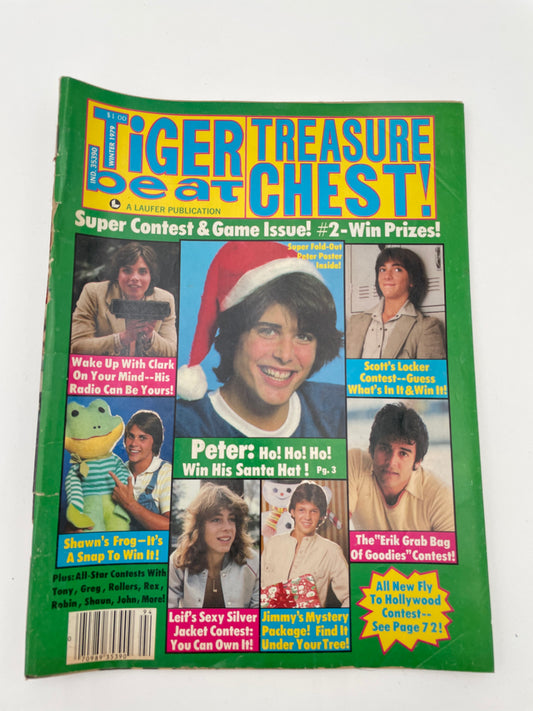 $1.00
IND. 35390
WINTER 1979
TiGER
beat
TREASURE
CHEST!
L
A LAUFER PUBLICATION
Super Contest & Game Issue! #2-Win Prizes!
Super Fold-Out
Peter Poster
Inside!
Wake Up With Clark
On Your Mind--His
Radio Can Be Yours!
Scott's Locker
Contest--Guess
What's In It & Win It!
Peter: Ho! Ho! Ho!
Win His Santa Hat! Pg. 3
Shawn's Frog—It's
A Snap To Win It!
The "Erik Grab Bag
Of Goodies" Contest!
Plus: All-Star Contests With
Tony, Greg, Rollers, Rex,
Robin, Shaun, John, More!
Leif's Sexy Silver
Jacket Contest:
You Can Own It!
Jimmy's Mystery
Package! Find It
Under Your Tree!
All New Fly
To Hollywood
Contest--
See Page 72!
94
0
70989 35390